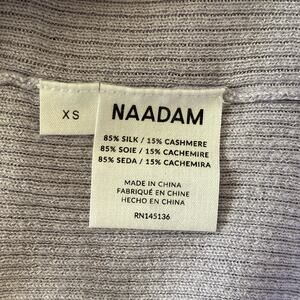 XS
NAADAM
85% SILK / 15% CASHMERE
85% SOIE / 15% CACHEMIRE
85% SEDA / 15% CACHEMIRA
MADE IN CHINA
FABRIQUÉ EN CHINE
HECHO EN CHINA
RN145136